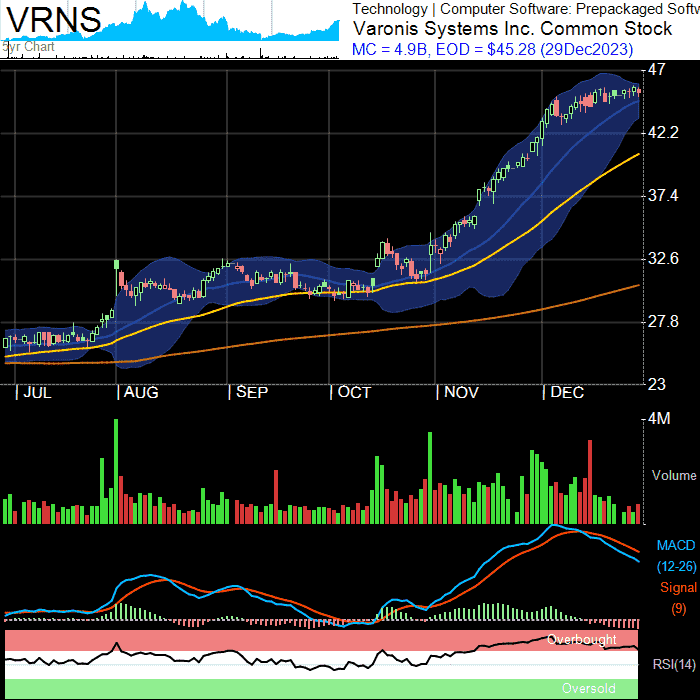 VRNS
5yr Chart
Technology | Computer Software: Prepackaged Softw
Varonis Systems Inc. Common Stock
MC = 4.9B, EOD = $45.28 (29Dec2023)
47
42.2
37.4
32.6
27.8
23
JUL AUG SEP OCT NOV DEC
4M
Volume
MACD
(12-26)
Signal
(9)
Overbought
RSI(14)
Oversold